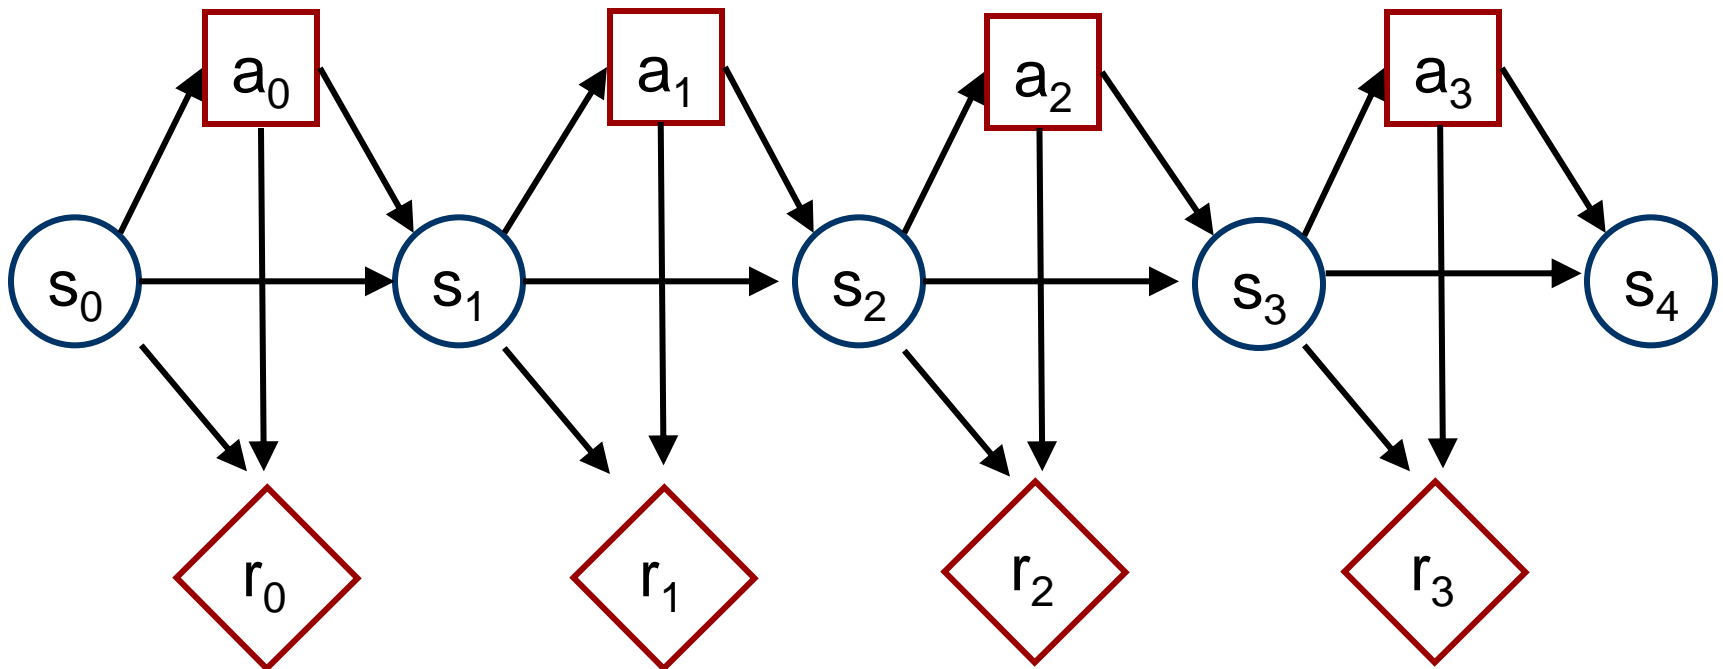 a₀ a₁ a₂ a₃
s₀ s₁ s₂ s₃ s₄
r₀ r₁ r₂ r₃